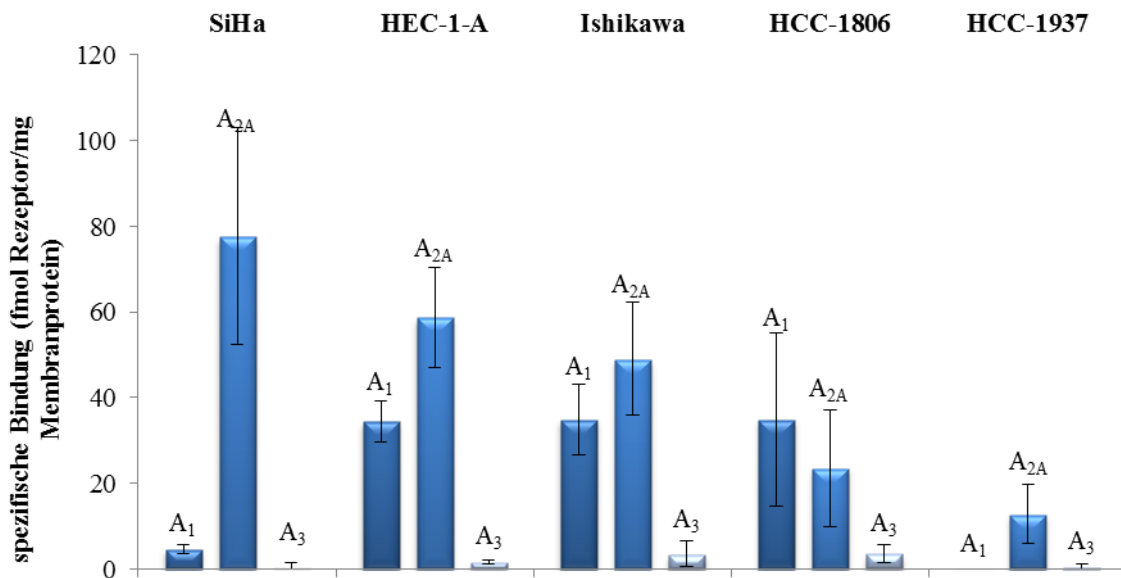 SiHa HEC-1-A Ishikawa HCC-1806 HCC-1937
spezifische Bindung (fmol Rezeptor/mg
Membranprotein)
120
100
80
60
40
20
0
A₁ A₂A A₃
A₁ A₂A A₃
A₁ A₂A A₃
A₁ A₂A A₃
A₁ A₂A A₃